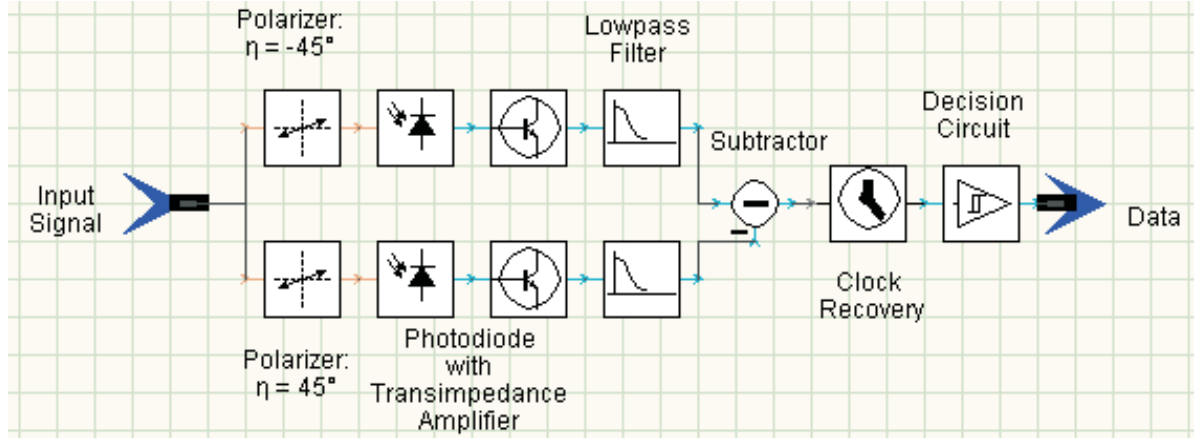 Polarizer:
η = -45°
Lowpass
Filter
Decision
Circuit
Subtractor
Input
Signal
Data
Clock
Recovery
Polarizer:
η = 45°
Photodiode
with
Transimpedance
Amplifier